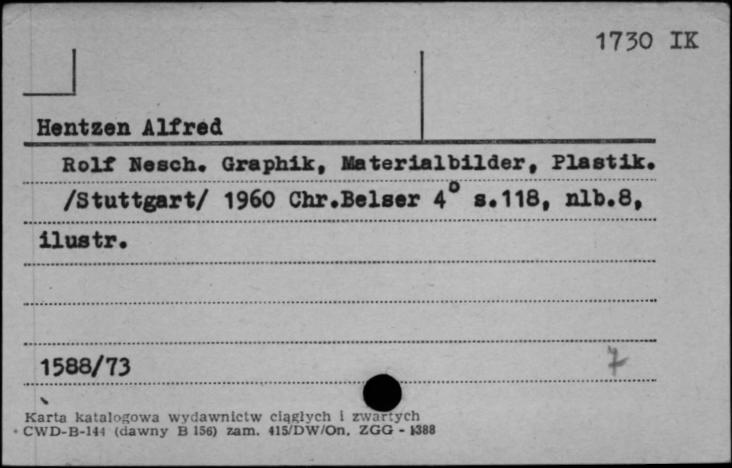 1730 IK
Hentzen Alfred
Rolf Nesch. Graphik, Materialbilder, Plastik.
/Stuttgart/ 1960 Chr.Belser 4° s.118, nlb.8,
ilustr.
1588/73
7
Karta katalogowa wydawnictw ciągłych i zwartych
CWD-B-144 (dawny B 156) zam. 415/DW/On. ZGG - 1388